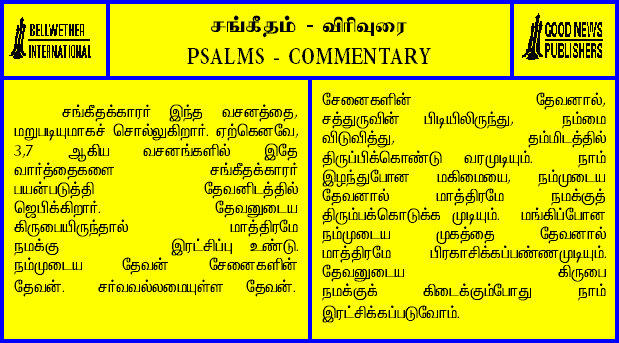 BELLWETHER
INTERNATIONAL
சங்கீதம் - விரிவுரை
PSALMS - COMMENTARY
GOOD NEWS
PUBLISHERS
சங்கீதக்காரர் இந்த வசனத்தை,
மறுபடியுமாகச் சொல்லுகிறார். ஏற்கெனவே,
3,7 ஆகிய வசனங்களில் இதே
வார்த்தைகளை சங்கீதக்காரர்
பயன்படுத்தி தேவனிடத்தில்
ஜெபிக்கிறார். தேவனுடைய
கிருபையிருந்தால் மாத்திரமே
நமக்கு இரட்சிப்பு உண்டு.
நம்முடைய தேவன் சேனைகளின்
தேவன். சர்வவல்லமையுள்ள தேவன்.
சேனைகளின் தேவனால்,
சத்துருவின் பிடியிலிருந்து, நம்மை
விடுவித்து, தம்மிடத்தில்
திருப்பிக்கொண்டு வரமுடியும். நாம்
இழந்துபோன மகிமையை, நம்முடைய
தேவனால் மாத்திரமே நமக்குத்
திரும்பக்கொடுக்க முடியும். மங்கிப்போன
நம்முடைய முகத்தை தேவனால்
மாத்திரமே பிரகாசிக்கப்பண்ணமுடியும்.
தேவனுடைய கிருபை
நமக்குக் கிடைக்கும்போது நாம்
இரட்சிக்கப்படுவோம்.